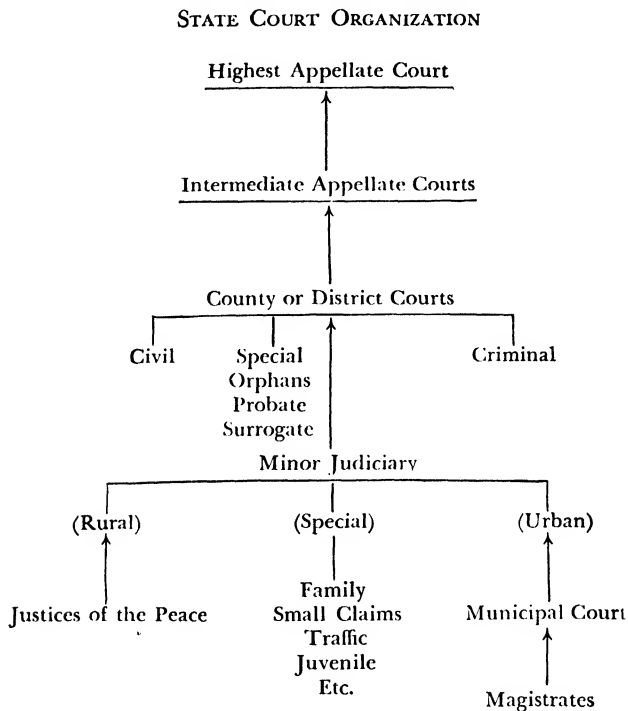 STATE COURT ORGANIZATION
Highest Appellate Court
Intermediate Appellate Courts
County or District Courts
Civil
Special
Orphans
Probate
Surrogate
Criminal
Minor Judiciary
(Rural)
(Special)
(Urban)
Justices of the Peace
Family
Small Claims
Traffic
Juvenile
Etc.
Municipal Court
Magistrates